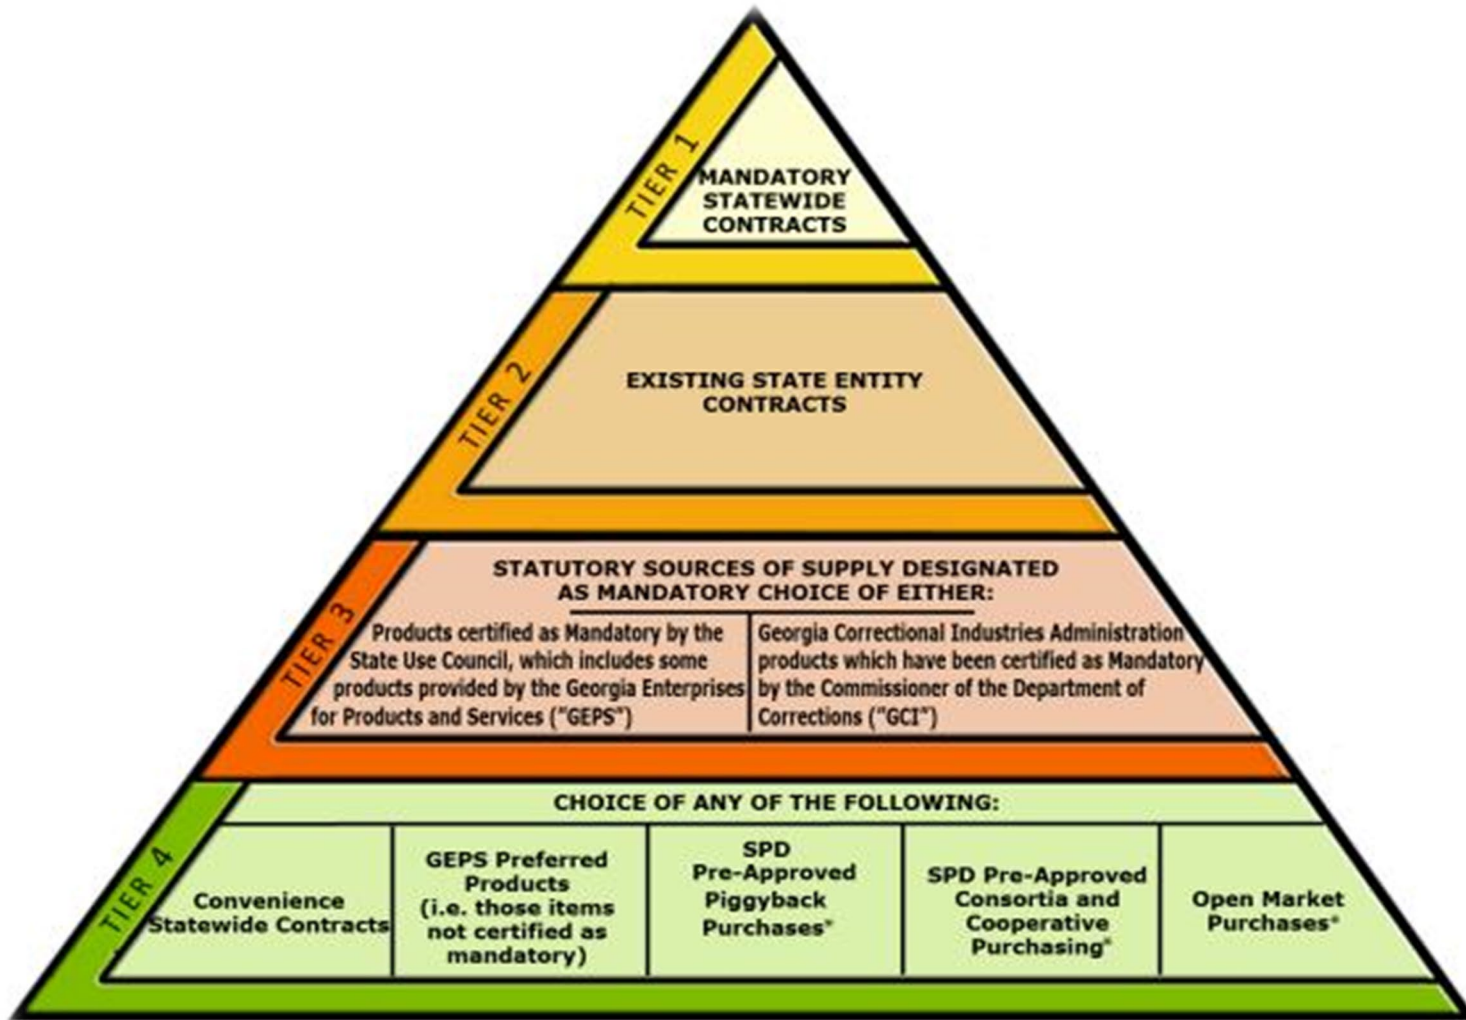 TIER 1
MANDATORY
STATEWIDE
CONTRACTS
TIER 2
EXISTING STATE ENTITY
CONTRACTS
TIER 3
STATUTORY SOURCES OF SUPPLY DESIGNATED
AS MANDATORY CHOICE OF EITHER:
Products certified as Mandatory by the
State Use Council, which includes some
products provided by the Georgia Enterprises
for Products and Services ("GEPS")
Georgia Correctional Industries Administration
products which have been certified as Mandatory
by the Commissioner of the Department of
Corrections ("GCI")
TIER 4
CHOICE OF ANY OF THE FOLLOWING:
Convenience
Statewide Contracts
GEPS Preferred
Products
(i.e. those items
not certified as
mandatory)
SPD
Pre-Approved
Piggyback
Purchases*
SPD Pre-Approved
Consortia and
Cooperative
Purchasing*
Open Market
Purchases*